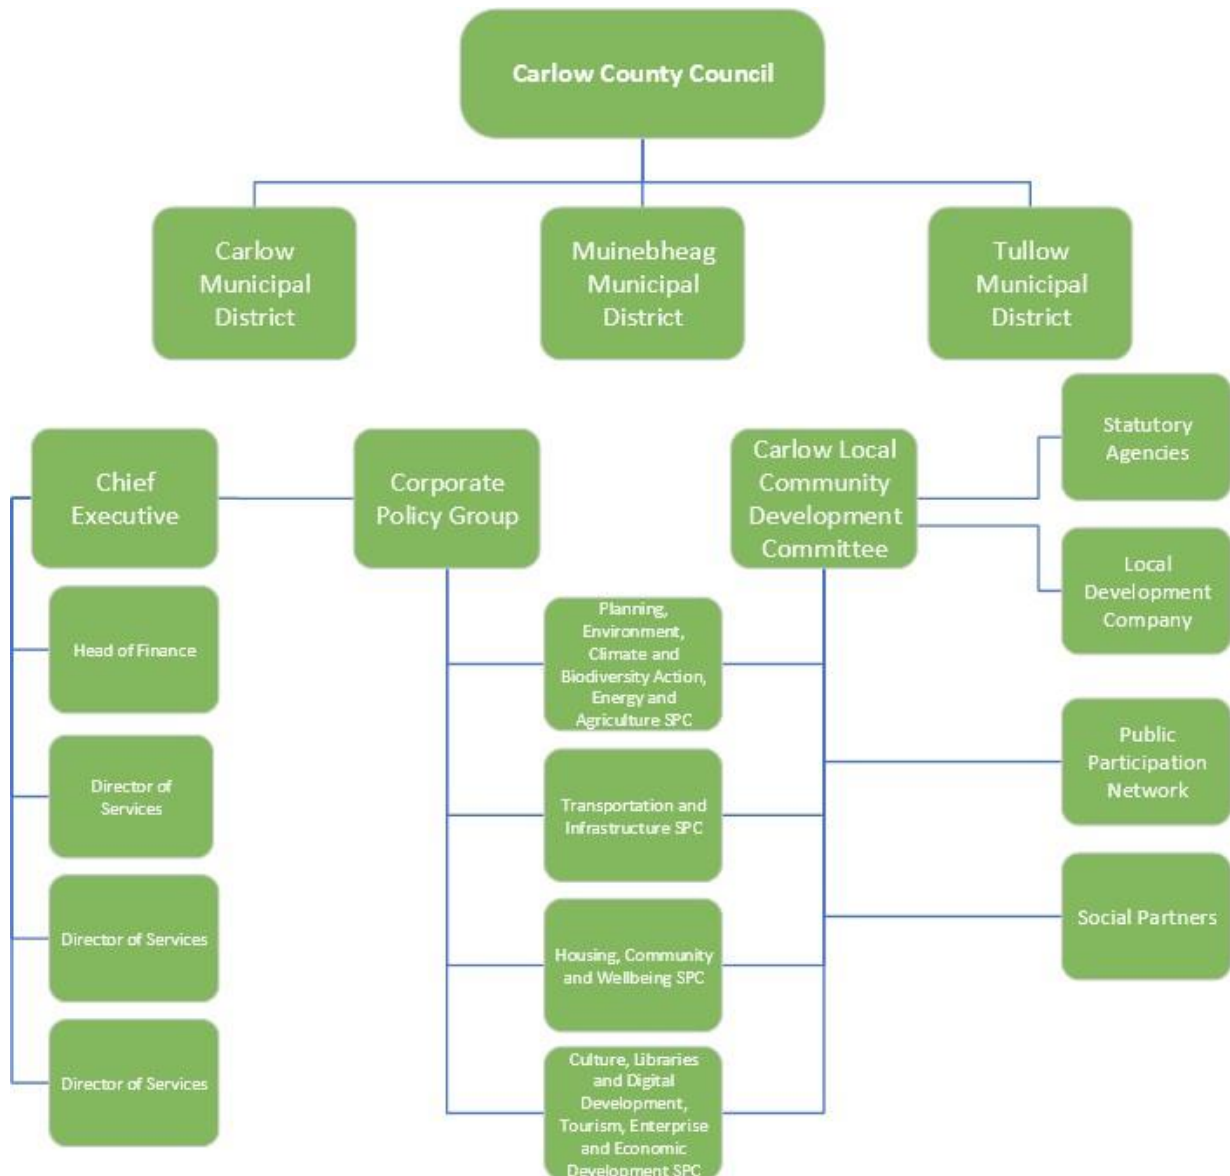 Carlow County Council
Carlow
Municipal
District
Muinebheag
Municipal
District
Tullow
Municipal
District
Chief
Executive
Corporate
Policy Group
Carlow Local
Community
Development
Committee
Statutory
Agencies
Local
Development
Company
Head of Finance
Director of
Services
Director of Services
Director of Services
Planning,
Environment,
Climate and
Biodiversity Action,
Energy and
Agriculture SPC
Transportation and
Infrastructure SPC
Housing, Community
and Wellbeing SPC
Culture, Libraries
and Digital
Development,
Tourism, Enterprise
and Economic
Development SPC
Public
Participation
Network
Social Partners